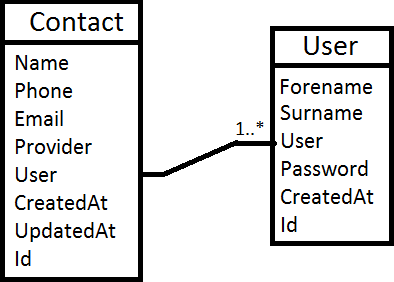 Contact
Name
Phone
Email
Provider
User
CreatedAt
UpdatedAt
Id
1..*
User
Forename
Surname
User
Password
CreatedAt
Id